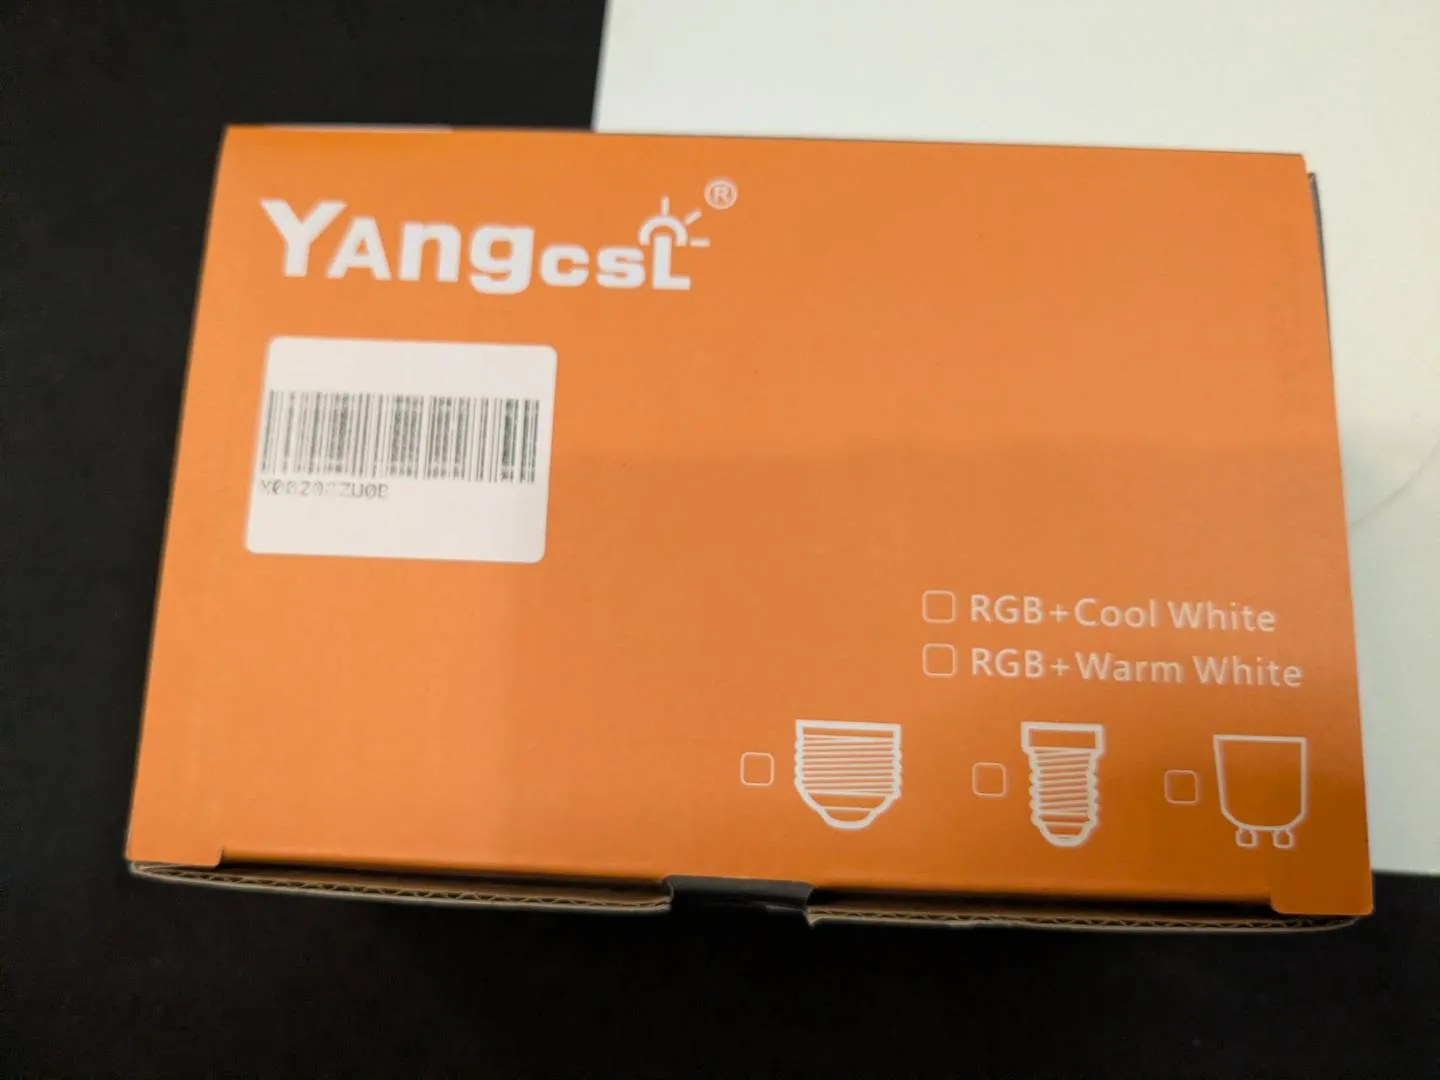 YAngcsL®
RGB+Cool White
RGB+Warm White